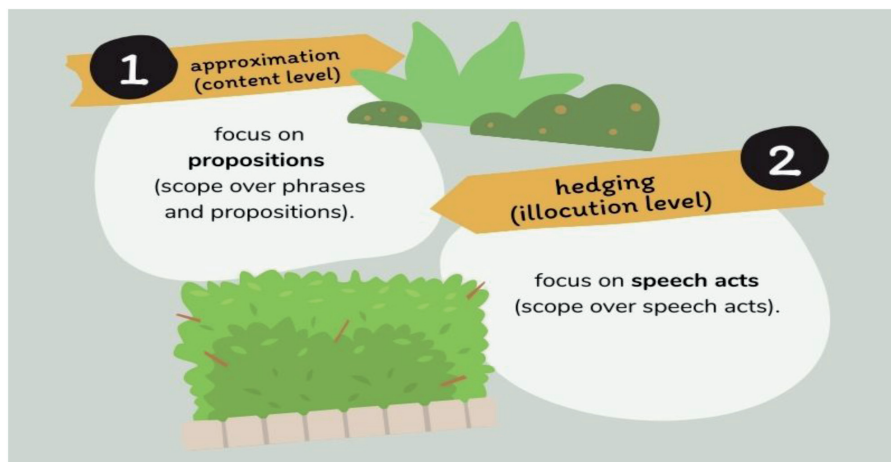 1
approximation
(content level)
focus on
propositions
(scope over phrases
and propositions).
2
hedging
(illocution level)
focus on speech acts
(scope over speech acts).